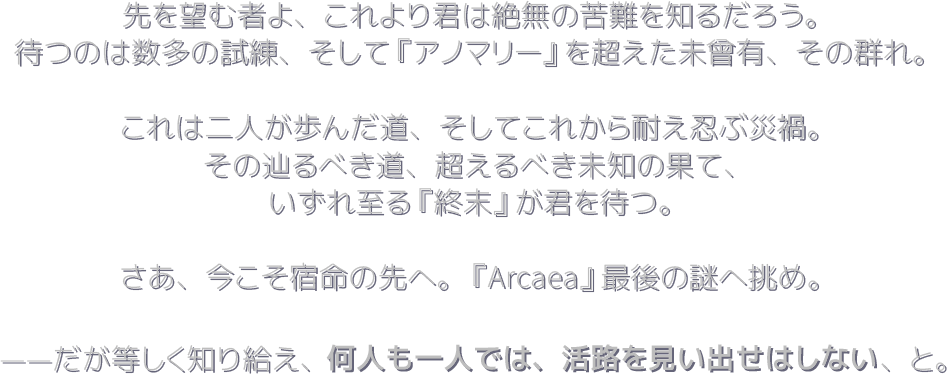 先を望む者よ、これより君は絶無の苦難を知るだろう。
待つのは数多の試練、そして『アノマリー』を超えた未曾有、その群れ。
これは二人が歩んだ道、そしてこれから耐え忍ぶ災禍。
その辿るべき道、超えるべき未知の果て、
いずれ至る『終末』が君を待つ。
さあ、今こそ宿命の先へ。『Arcaea』最後の謎へ挑め。
——だが等しく知り給え、何人も一人では、活路を見い出せはしない、と。